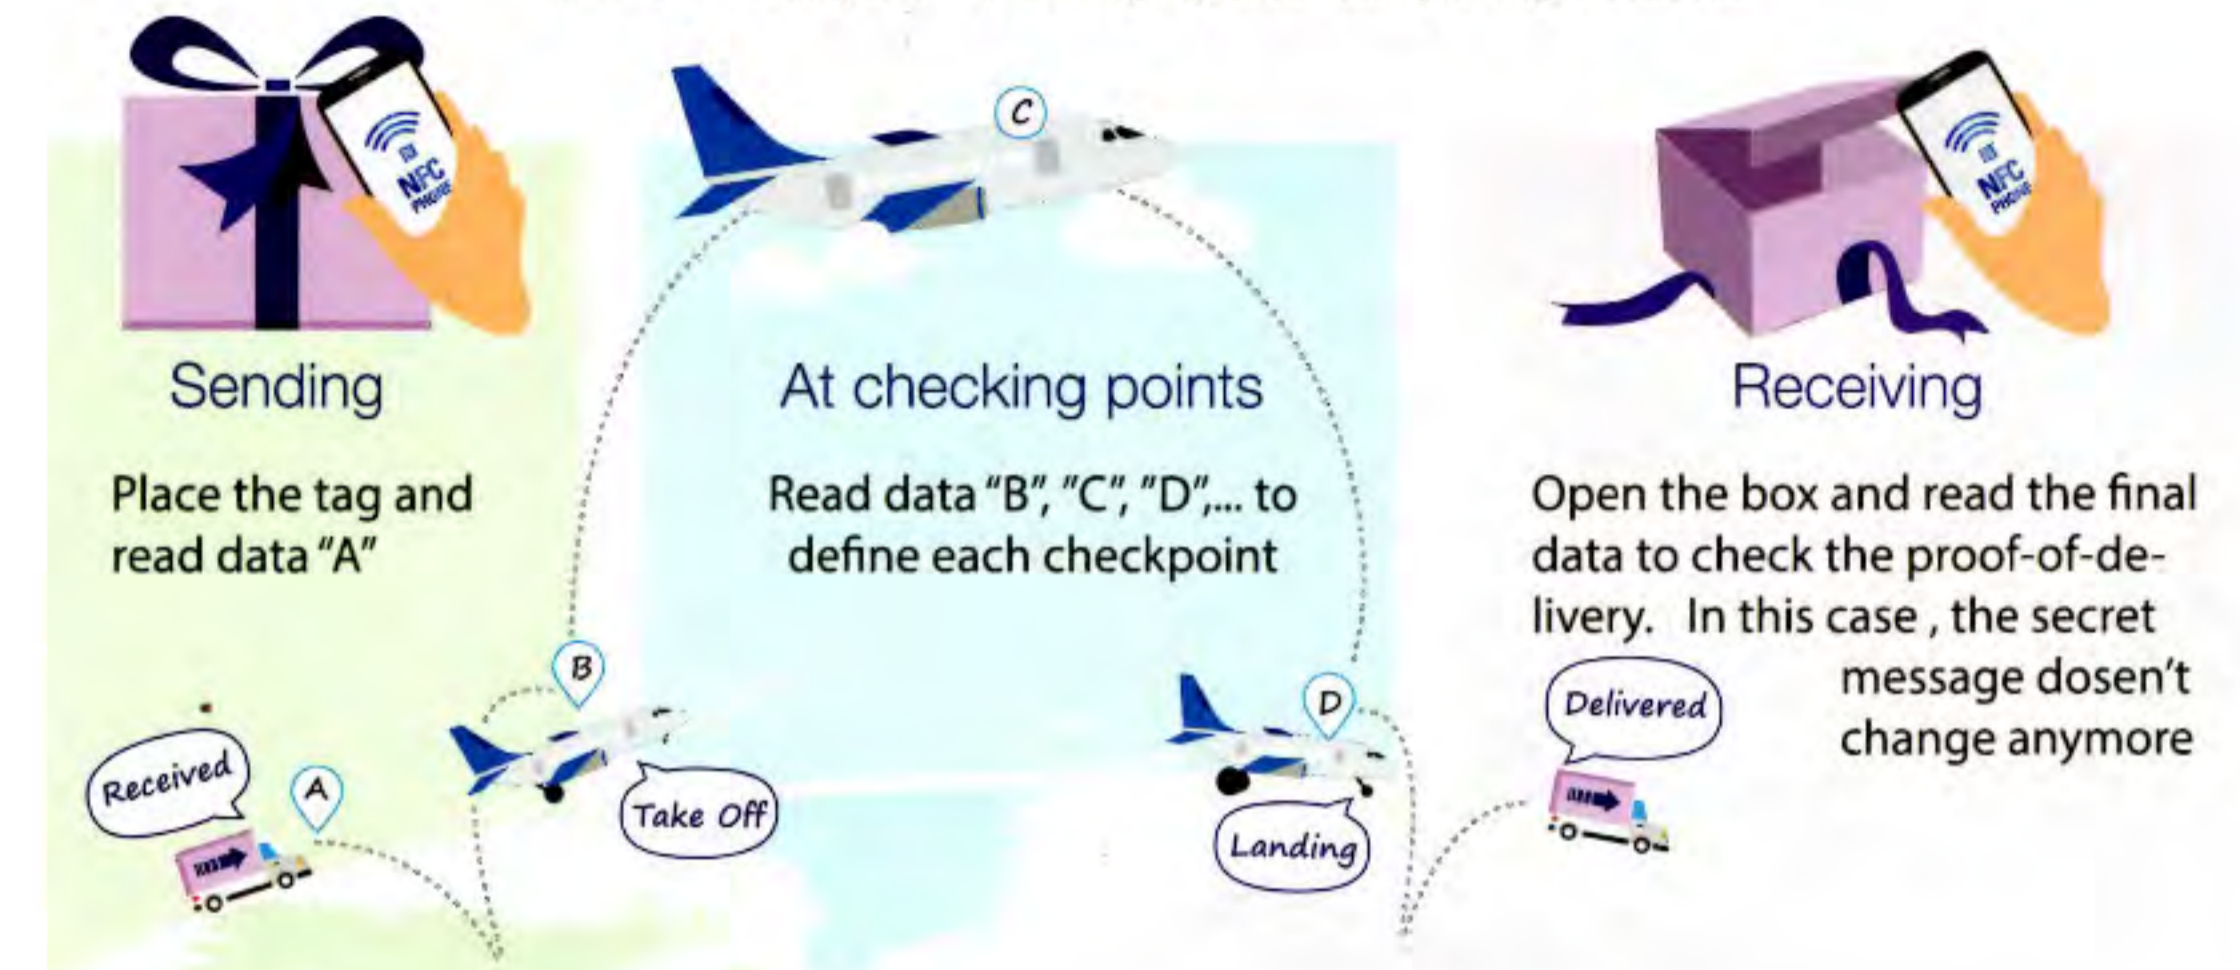 C
NFC
PHONE
NFC
PHONE
Sending
At checking points
Receiving
Place the tag and
read data "A"
Read data "B", "C", "D",... to
define each checkpoint
Open the box and read the final
data to check the proof-of-de-
livery. In this case , the secret
message dosen't
change anymore
Received
A
B
Take Off
D
Landing
Delivered